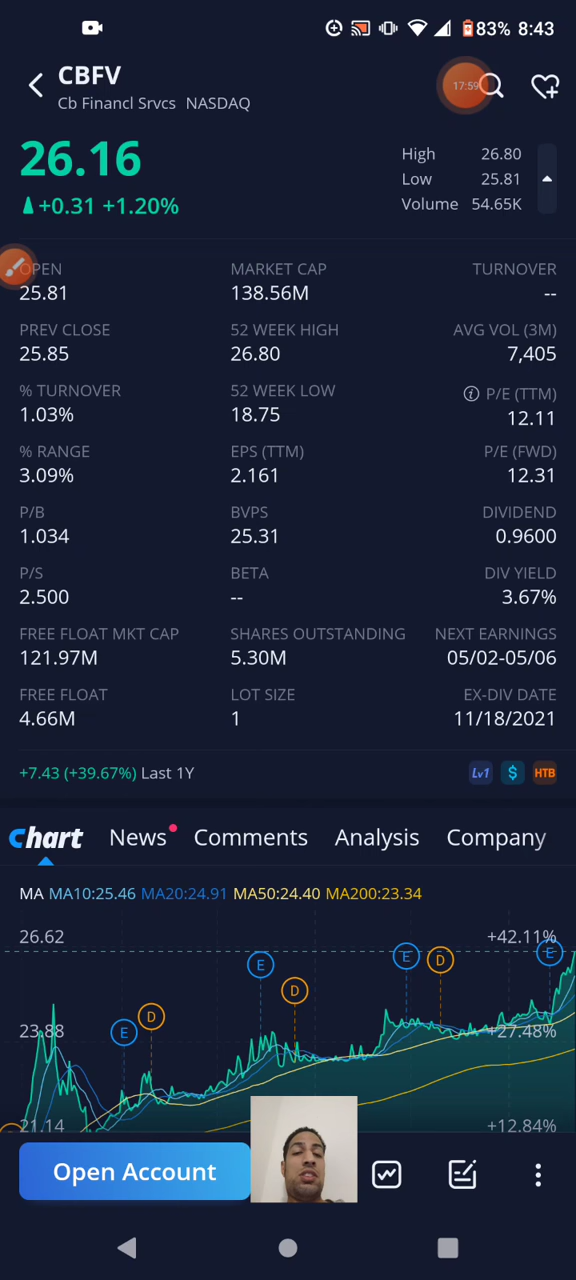 83% 8:43
CBFV
Cb Financl Srvcs NASDAQ
17:59
26.16
+0.31 +1.20%
High 26.80
Low 25.81
Volume 54.65K
OPEN MARKET CAP TURNOVER
25.81 138.56M --
PREV CLOSE 52 WEEK HIGH AVG VOL (3M)
25.85 26.80 7,405
% TURNOVER 52 WEEK LOW P/E (TTM)
1.03% 18.75 12.11
% RANGE EPS (TTM) P/E (FWD)
3.09% 2.161 12.31
P/B BVPS DIVIDEND
1.034 25.31 0.9600
P/S BETA DIV YIELD
2.500 -- 3.67%
FREE FLOAT MKT CAP SHARES OUTSTANDING NEXT EARNINGS
121.97M 5.30M 05/02-05/06
FREE FLOAT LOT SIZE EX-DIV DATE
4.66M 1 11/18/2021
+7.43 (+39.67%) Last 1Y Lv1 $ HTB
Chart News Comments Analysis Company
MA MA10:25.46 MA20:24.91 MA50:24.40 MA200:23.34
26.62 +42.11%
E E E
D D
D
E
23.88 +27.48%
21.14 +12.84%
Open Account